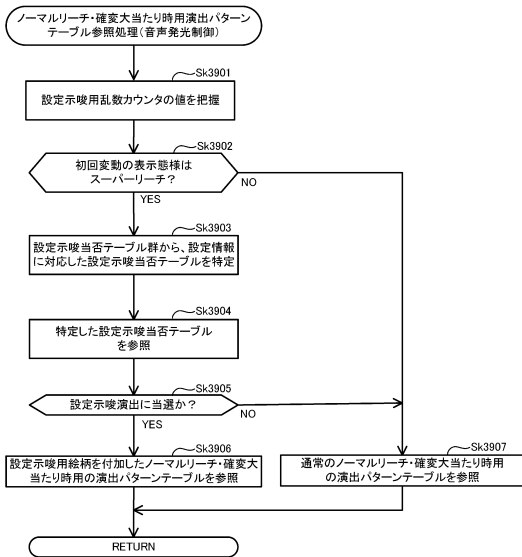 ノーマルリーチ・確変大当たり時用演出パターン
テーブル参照処理（音声発光制御）
Sk3901
設定示唆用乱数カウンタの値を把握
Sk3902
初回変動の表示態様は
スーパーリーチ？
NO
YES
Sk3903
設定示唆当否テーブル群から、設定情報
に対応した設定示唆当否テーブルを特定
Sk3904
特定した設定示唆当否テーブル
を参照
Sk3905
設定示唆演出に当選か？
NO
YES
Sk3906
設定示唆用絵柄を付加したノーマルリーチ・確変大
当たり時用の演出パターンテーブルを参照
Sk3907
通常のノーマルリーチ・確変大当たり時用
の演出パターンテーブルを参照
RETURN